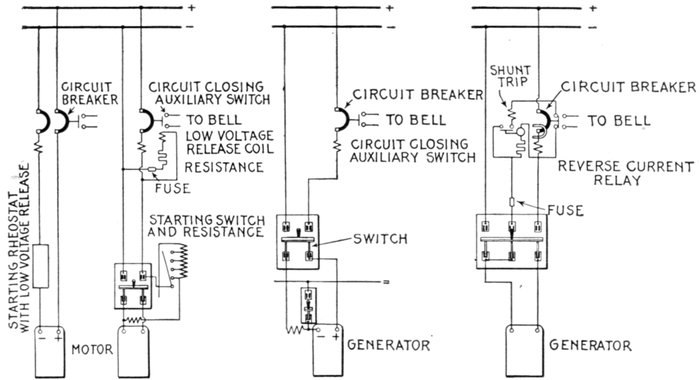 +
=
+
=
+
=
CIRCUIT
BREAKER
CIRCUIT CLOSING
AUXILIARY SWITCH
TO BELL
LOW VOLTAGE
RELEASE COIL
RESISTANCE
FUSE
STARTING RHEOSTAT
WITH LOW VOLTAGE RELEASE
STARTING SWITCH
AND RESISTANCE
− +
MOTOR
CIRCUIT BREAKER
TO BELL
CIRCUIT CLOSING
AUXILIARY SWITCH
SWITCH
=
− +
GENERATOR
SHUNT
TRIP
CIRCUIT BREAKER
TO BELL
REVERSE CURRENT
RELAY
FUSE
GENERATOR